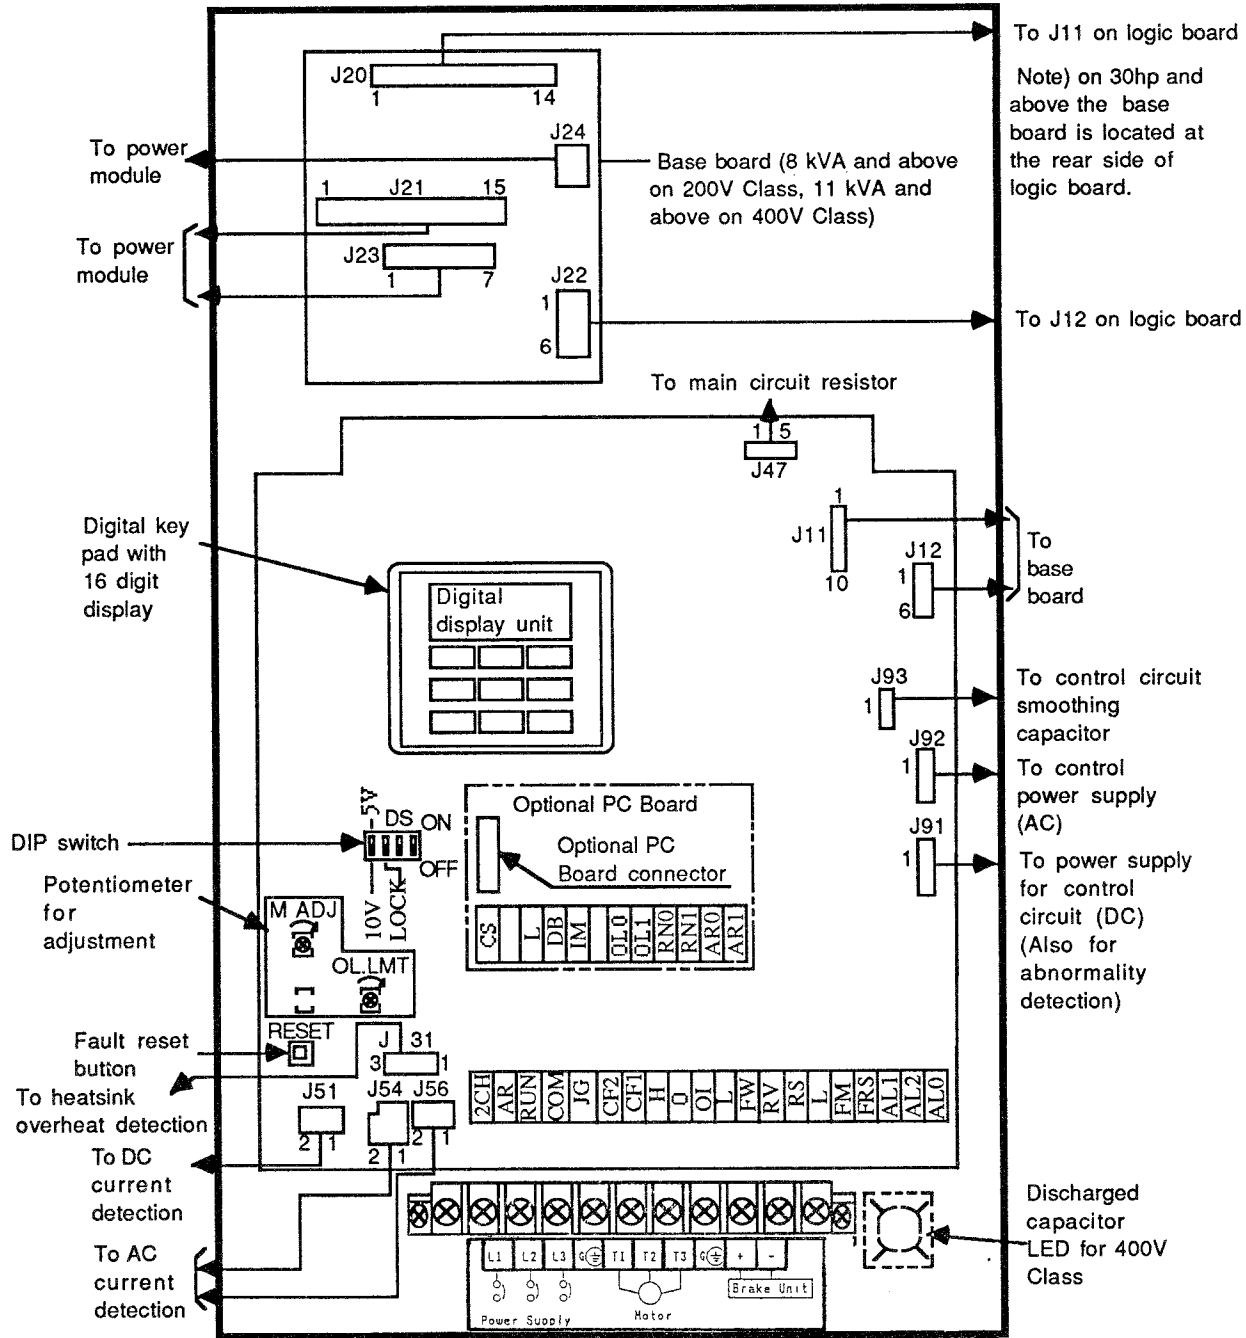 To J11 on logic board
J20
1 14
Note) on 30hp and
above the base
board is located at
the rear side of
logic board.
J24
To power
module
Base board (8 kVA and above
on 200V Class, 11 kVA and
above on 400V Class)
1 J21 15
To power
module
J23
1 7
J22
1
6
To J12 on logic board
To main circuit resistor
1 5
J47
1
J11
10
J12
1
6
To
base
board
Digital key
pad with
16 digit
display
Digital
display unit
J93
1
To control circuit
smoothing
capacitor
J92
1
To control
power supply
(AC)
J91
1
To power supply
for control
circuit (DC)
(Also for
abnormality
detection)
5V
DS ON
OFF
10V
LOCK
DIP switch
Optional PC Board
Optional PC
Board connector
CS L DB IM OL0 OL1 RN0 RN1 AR0 AR1
Potentiometer
for
adjustment
M ADJ
OL.LMT
RESET
Fault reset
button
J 31
3 1
To heatsink
overheat detection
J51
2 1
J54
2 1
J56
2 1
2CH AR RUN COM JG CF2 CF1 H O OI L FW RV RS L FM FRS AL1 AL2 AL0
To DC
current
detection
To AC
current
detection
L1 L2 L3 G T1 T2 T3 G + -
Power Supply
Motor
Brake Unit
Discharged
capacitor
LED for 400V
Class